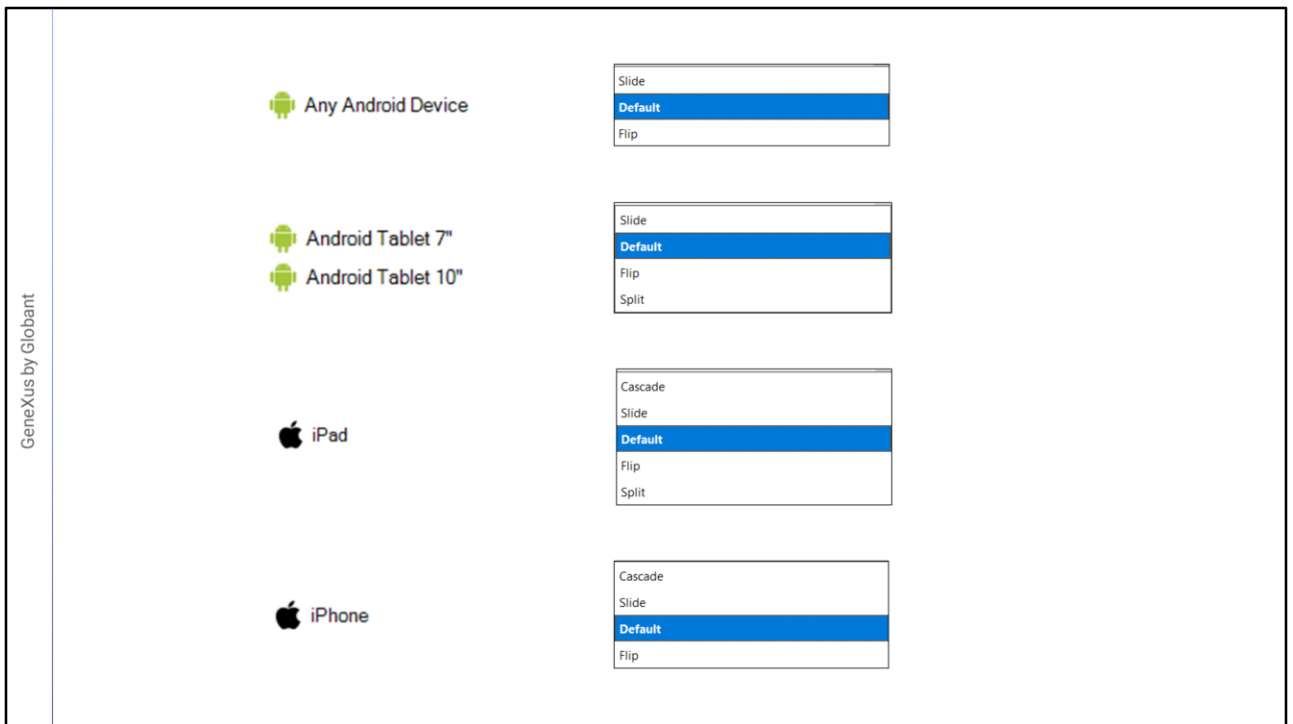 GeneXus by Globant
Any Android Device
Slide
Default
Flip
Android Tablet 7"
Android Tablet 10"
Slide
Default
Flip
Split
iPad
Cascade
Slide
Default
Flip
Split
iPhone
Cascade
Slide
Default
Flip